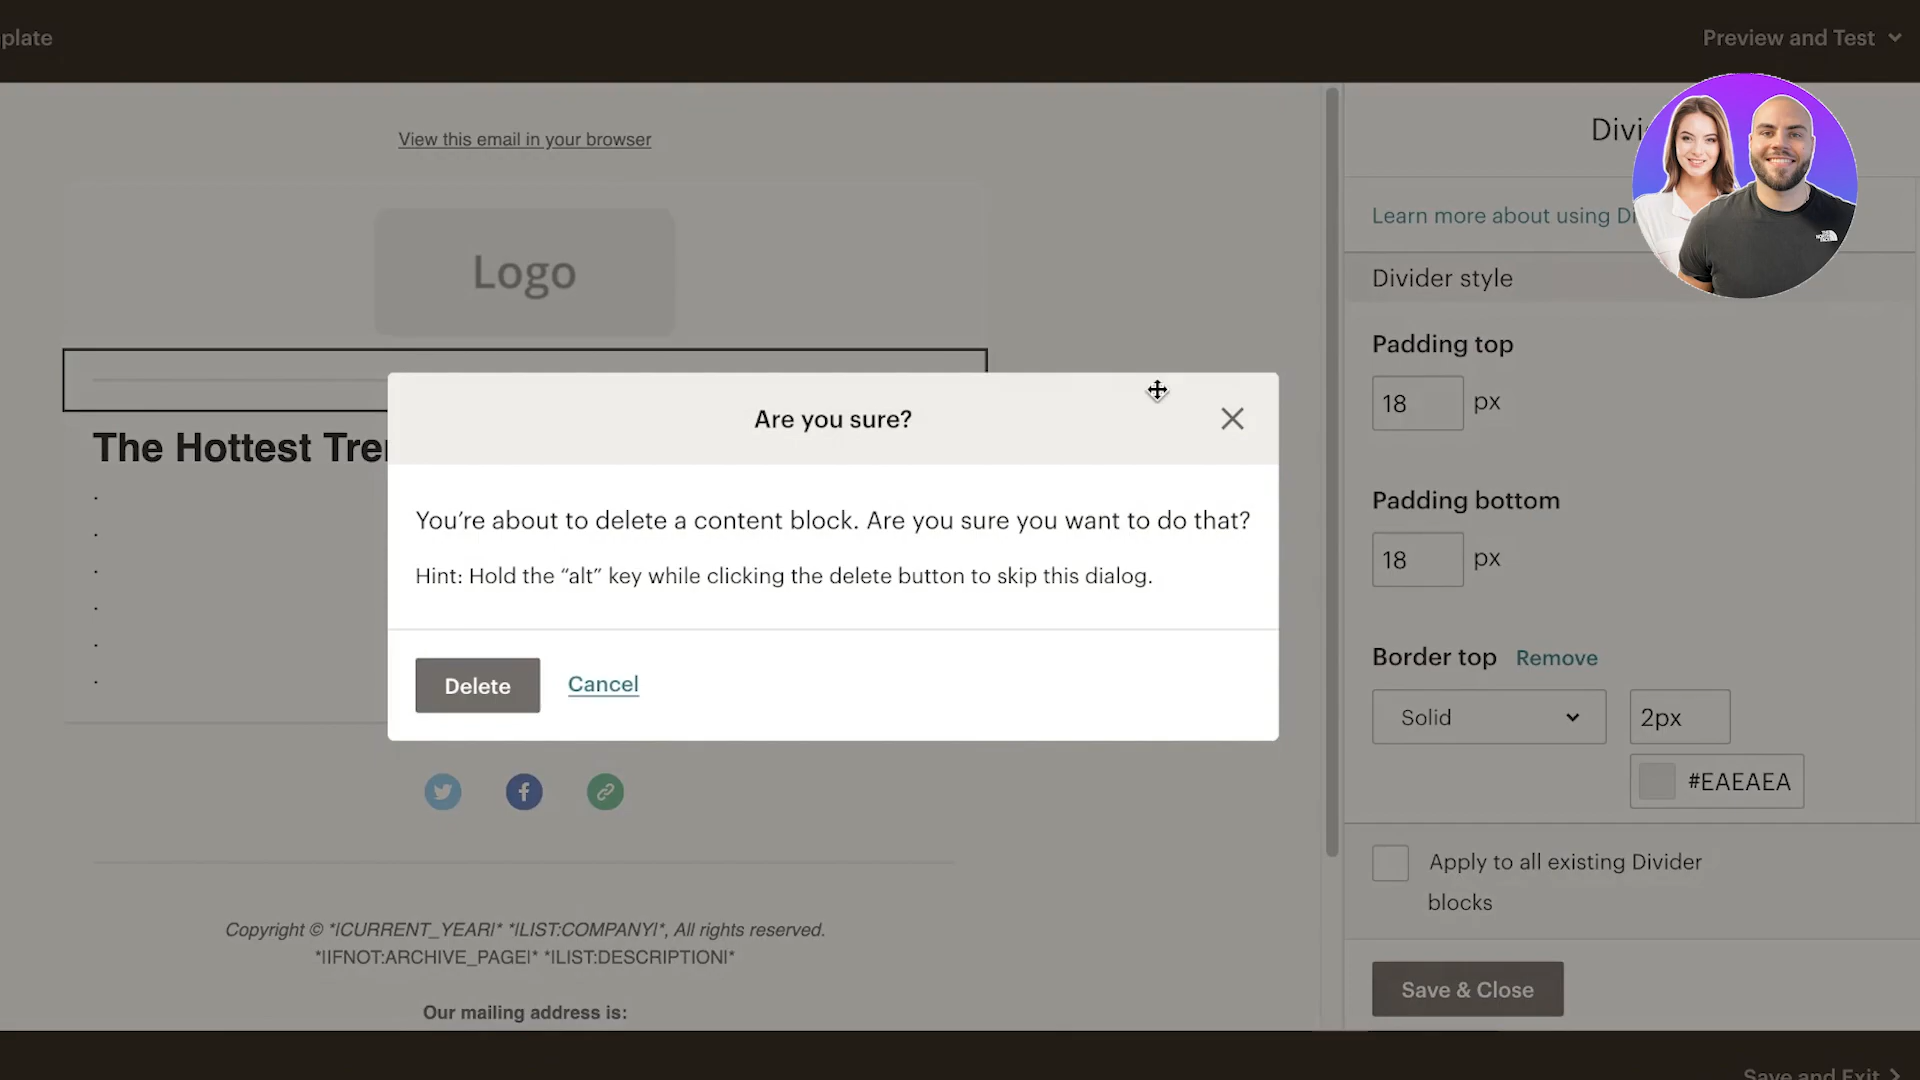 plate
Preview and Test
View this email in your browser
Logo
Learn more about using
Divider style
Padding top
18 px
Padding bottom
18 px
Border top Remove
Solid
2px
#EAEAEA
Apply to all existing Divider
blocks
Save & Close
The Hottest
Are you sure?
You’re about to delete a content block. Are you sure you want to do that?
Hint: Hold the “alt” key while clicking the delete button to skip this dialog.
Delete Cancel
Copyright © *|CURRENT_YEAR|* *|LIST:COMPANY|*, All rights reserved.
*|IFNOT:ARCHIVE_PAGE|* *|LIST:DESCRIPTION|*
Our mailing address is:
Save and Exit